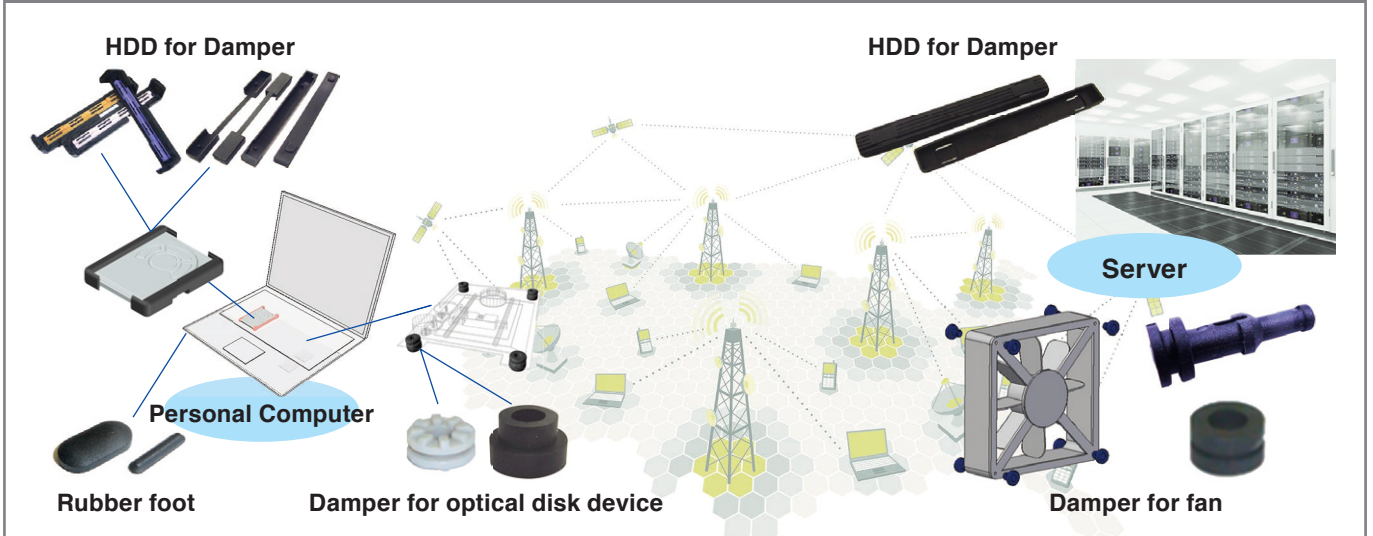 HDD for Damper
HDD for Damper
Server
Personal Computer
Rubber foot
Damper for optical disk device
Damper for fan